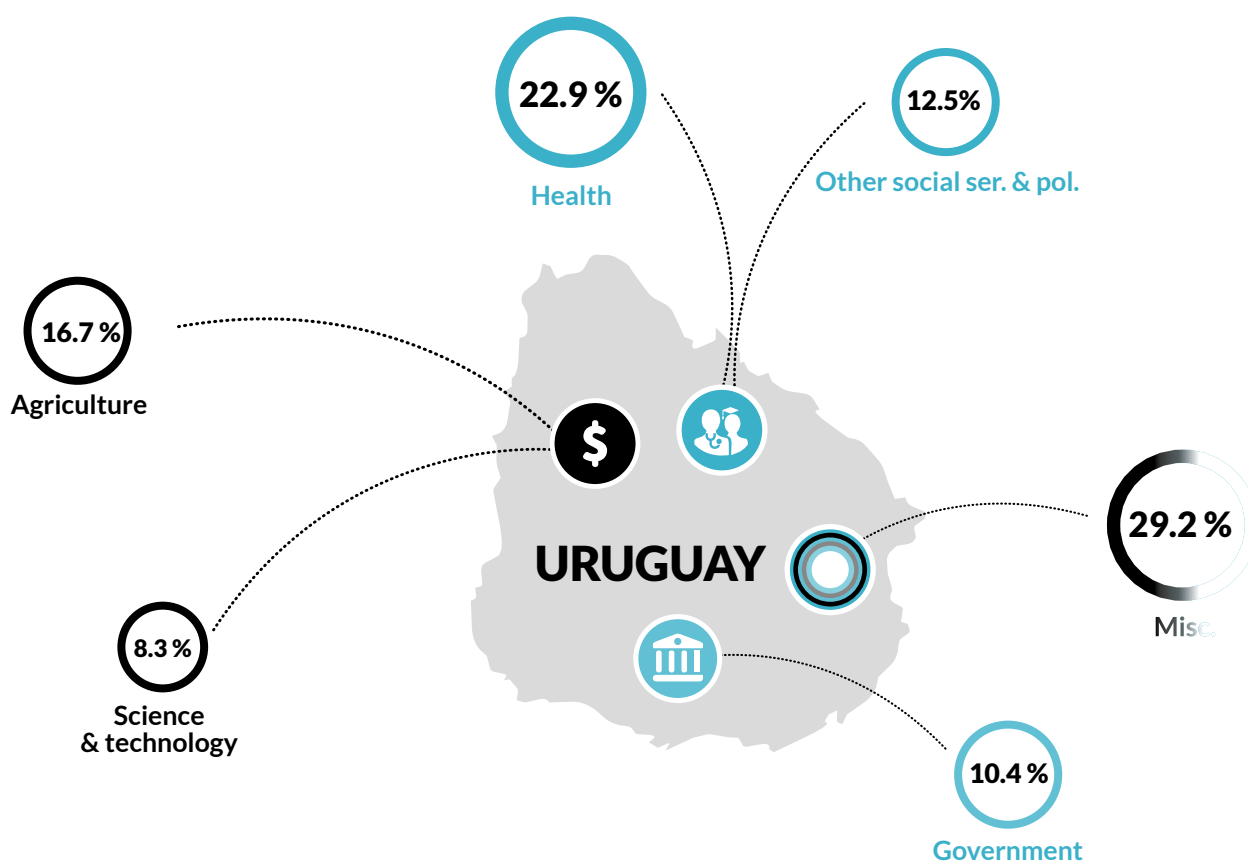 22.9 %
Health
12.5%
Other social ser. & pol.
16.7 %
Agriculture
$
29.2 %
Misc.
URUGUAY
8.3 %
Science
& technology
10.4 %
Government